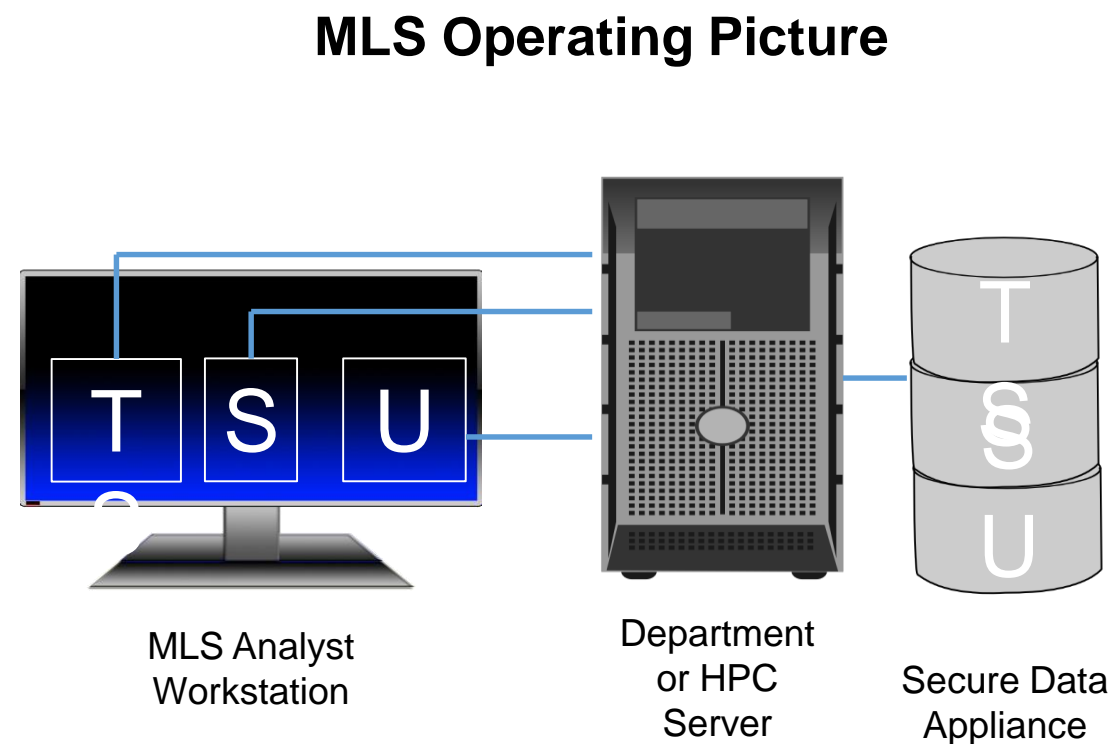 MLS Operating Picture
T
S
U
T
S
S
U
MLS Analyst
Workstation
Department
or HPC
Server
Secure Data
Appliance